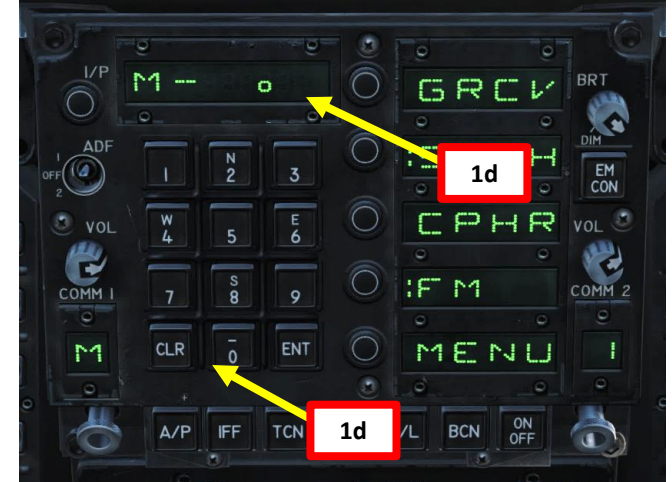 I/P
M -- o
GRCV
BRT
DIM
ADF
1
OFF
2
1
N
2
3
1d
H
EM
CON
VOL
W
4
5
E
6
CPHR
VOL
COMM 1
7
S
8
9
:FM
COMM 2
M
CLR
-
0
ENT
MENU
1
A/P
IFF
TCN
1d
/L
BCN
ON
OFF